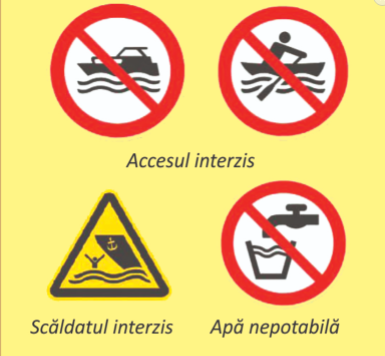 Accesul interzis
Scăldatul interzis
Apă nepotabilă